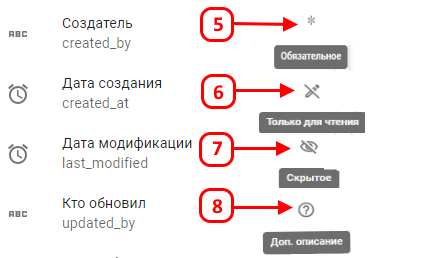 ABC Создатель 5 *
created_by
Обязательное
Дата создания 6
created_at
Только для чтения
Дата модификации 7
last_modified
Скрытое
Кто обновил 8 ?
ABC updated_by
Доп. описание